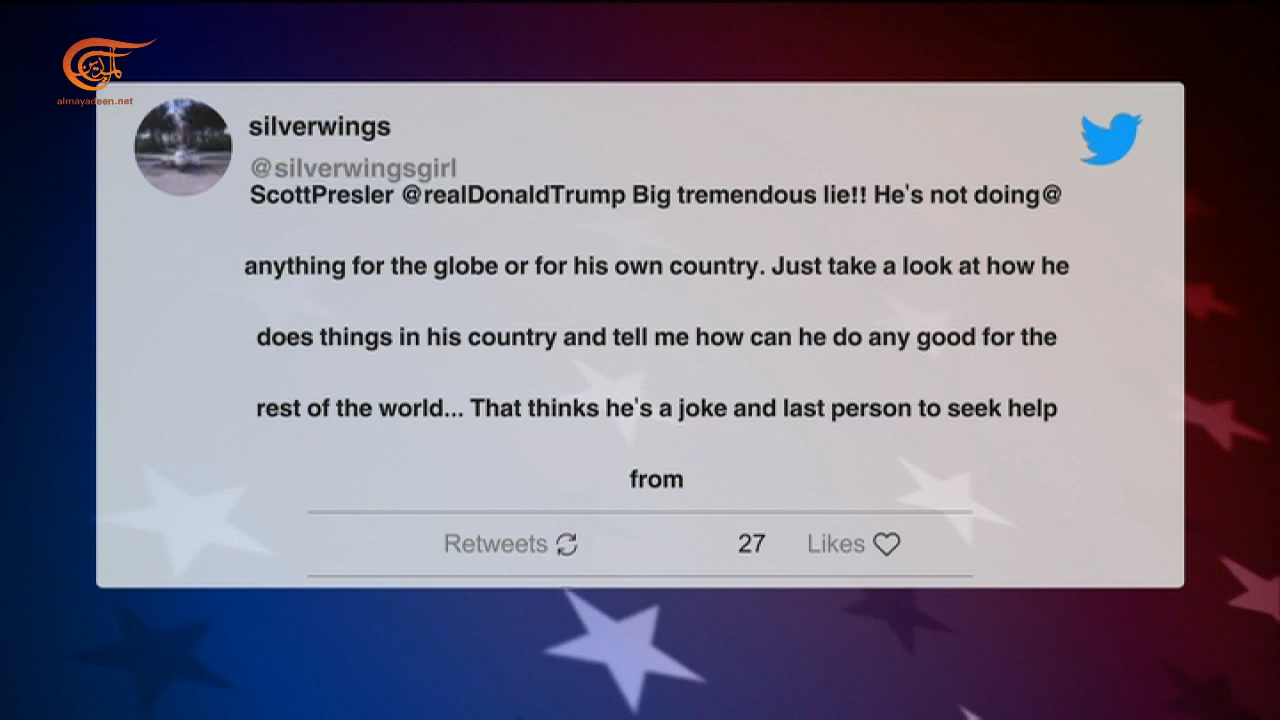 الميادين
almayadeen.net
silverwings
@silverwingsgirl
ScottPresler @realDonaldTrump Big tremendous lie!! He's not doing@
anything for the globe or for his own country. Just take a look at how he
does things in his country and tell me how can he do any good for the
rest of the world... That thinks he's a joke and last person to seek help
from
Retweets 27 Likes